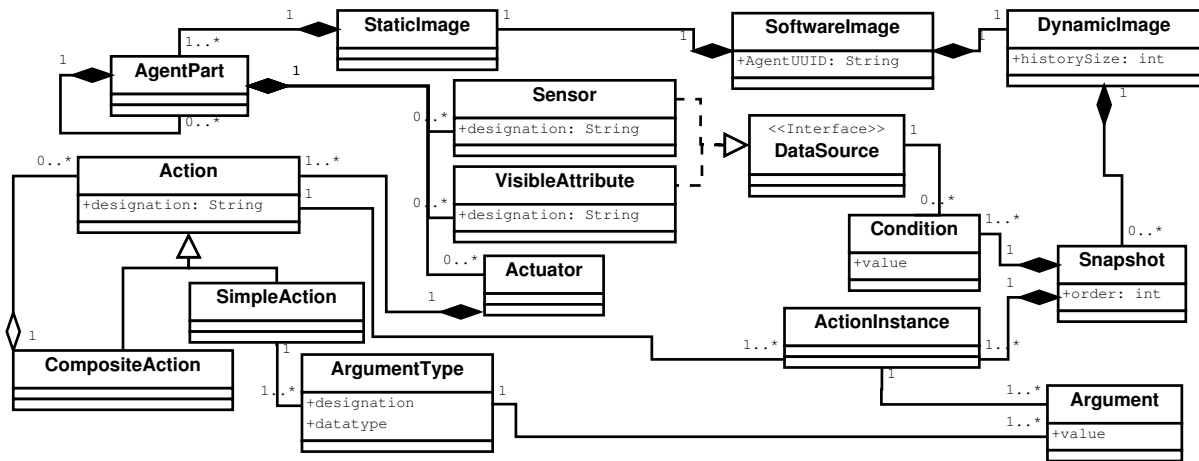 1
StaticImage
1
1
SoftwareImage
+AgentUUID: String
1
DynamicImage
+historySize: int
1
1..*
1
AgentPart
0..*
1
Sensor
+designation: String
0..*
VisibleAttribute
+designation: String
0..*
<<Interface>>
DataSource
1
0..*
Condition
+value
1..*
1
0..*
Snapshot
+order: int
1
1..*
0..*
Action
+designation: String
1..*
1
0..*
Actuator
1
SimpleAction
1
1
CompositeAction
1..*
ArgumentType
+designation
+datatype
1
ActionInstance
1..*
1
1..*
Argument
+value
1..*